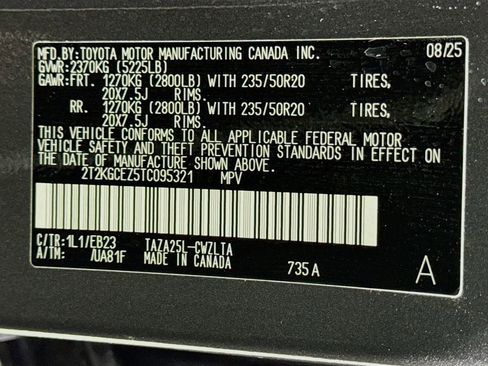 MFD.BY:TOYOTA MOTOR MANUFACTURING CANADA INC. 08/25
GVWR:2370KG (5225LB)
GAWR:FRT. 1270KG (2800LB) WITH 235/50R20 TIRES,
20X7.5J RIMS.
RR. 1270KG (2800LB) WITH 235/50R20 TIRES,
20X7.5J RIMS.
THIS VEHICLE CONFORMS TO ALL APPLICABLE FEDERAL MOTOR
VEHICLE SAFETY AND THEFT PREVENTION STANDARDS IN EFFECT ON
THE DATE OF MANUFACTURE SHOWN ABOVE.
2T2KGCEZ5TC095321 MPV
C/TR:1L1/EB23 TAZA25L-CWZLTA
A/TM: /UA81F MADE IN CANADA 735A A